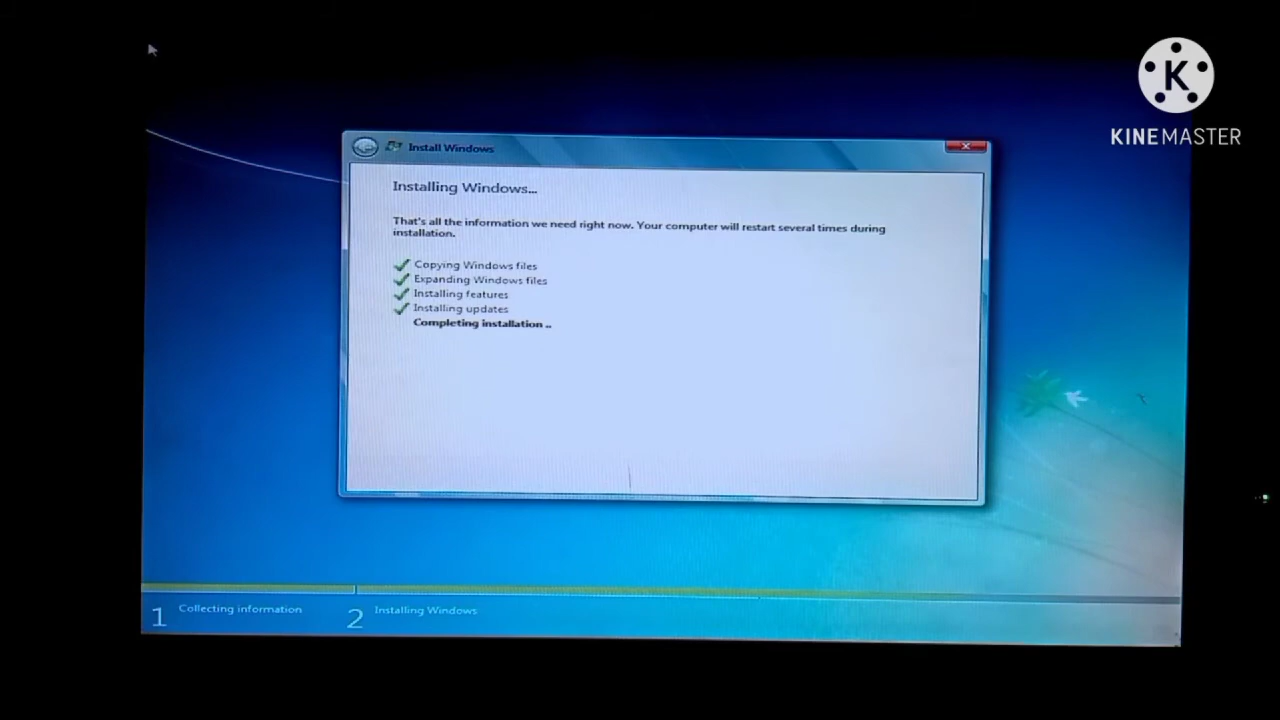 K
KINEMASTER
Install Windows
Installing Windows...
That's all the information we need right now. Your computer will restart several times during
installation.
Copying Windows files
Expanding Windows files
Installing features
Installing updates
Completing installation ..
1 Collecting information
2 Installing Windows